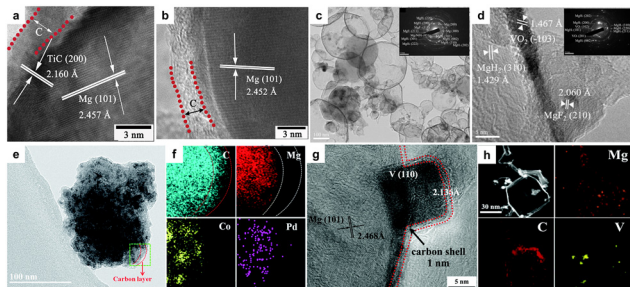 a
C
TiC (200)
2.160 Å
Mg (101)
2.457 Å
3 nm
b
C
Mg (101)
2.452 Å
3 nm
c
d
1.467 Å
VO₂ (-103)
MgH₂ (310)
1.429 Å
2.060 Å
MgF₂ (210)
5 nm
e
100 nm
Carbon layer
f
C
Mg
Co
Pd
g
V (110)
2.134Å
Mg (101)
2.468Å
carbon shell
1 nm
5 nm
h
30 nm
Mg
C
V